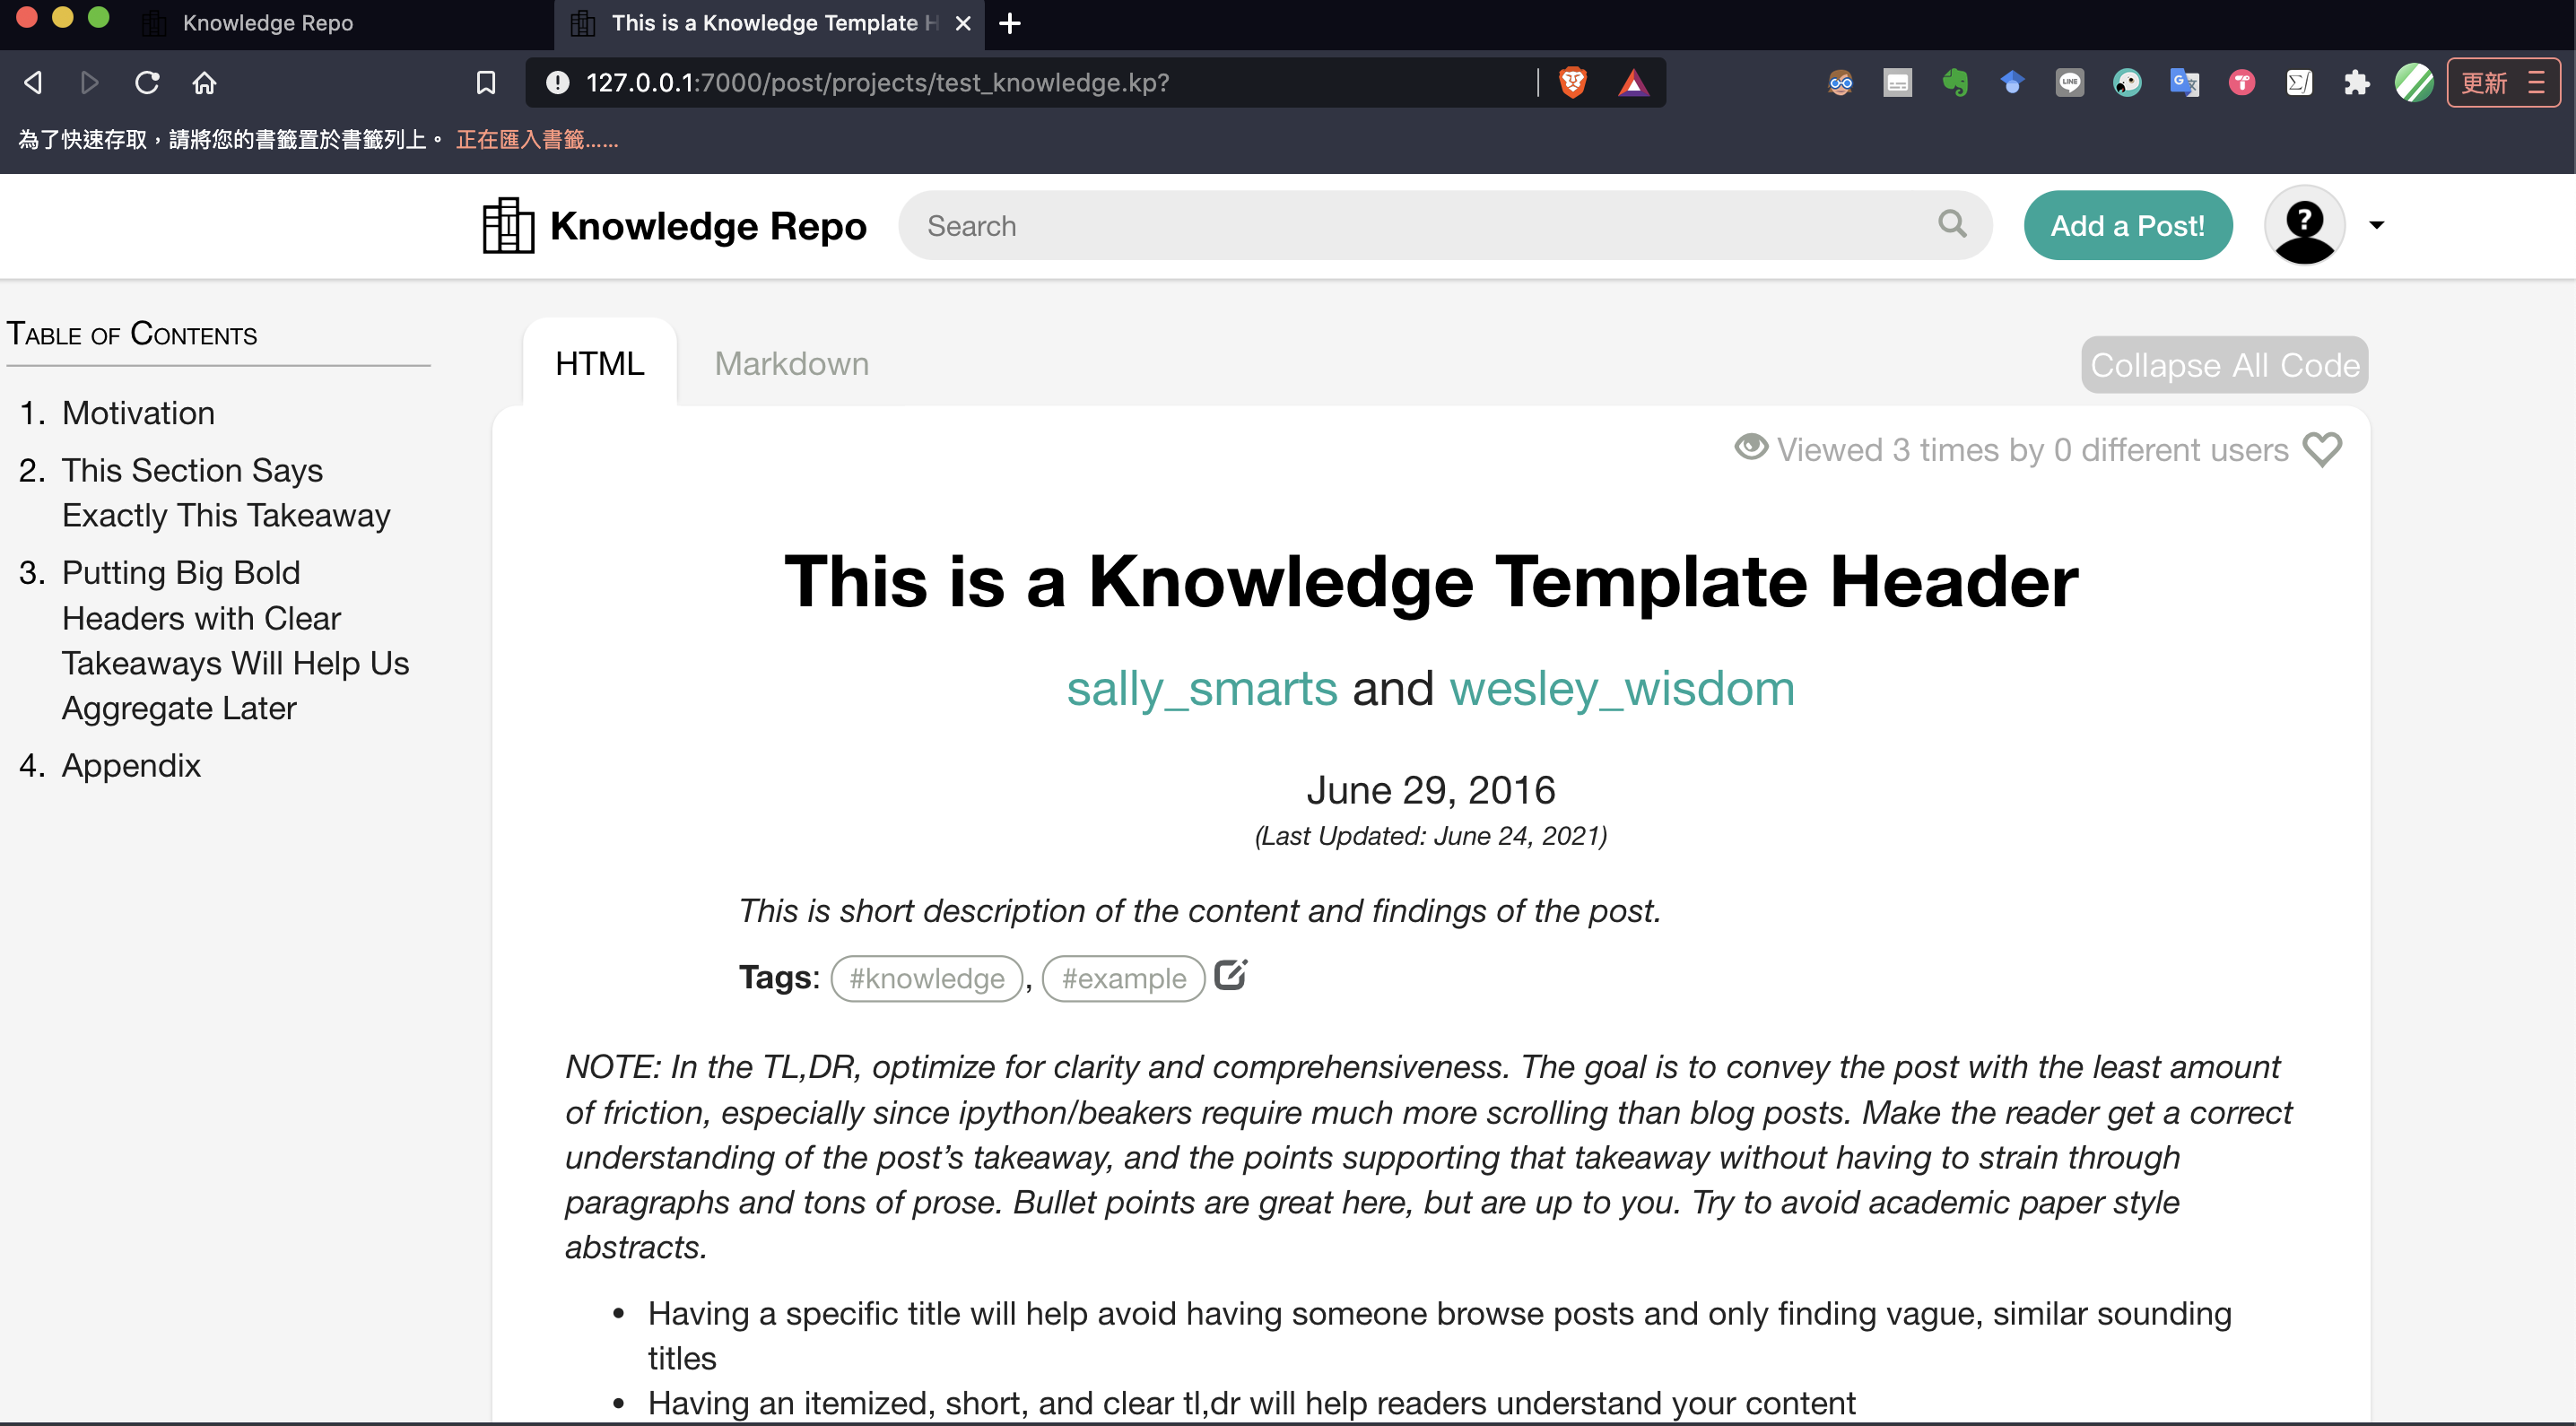 Knowledge Repo
This is a Knowledge Template H
127.0.0.1:7000/post/projects/test_knowledge.kp?
更新
為了快速存取，請將您的書籤置於書籤列上。 正在匯入書籤......
Knowledge Repo
Search
Add a Post!
Table of Contents
1. Motivation
2. This Section Says
Exactly This Takeaway
3. Putting Big Bold
Headers with Clear
Takeaways Will Help Us
Aggregate Later
4. Appendix
HTML
Markdown
Collapse All Code
Viewed 3 times by 0 different users
This is a Knowledge Template Header
sally_smarts and wesley_wisdom
June 29, 2016
(Last Updated: June 24, 2021)
This is short description of the content and findings of the post.
Tags: #knowledge , #example
NOTE: In the TL,DR, optimize for clarity and comprehensiveness. The goal is to convey the post with the least amount
of friction, especially since ipython/beakers require much more scrolling than blog posts. Make the reader get a correct
understanding of the post’s takeaway, and the points supporting that takeaway without having to strain through
paragraphs and tons of prose. Bullet points are great here, but are up to you. Try to avoid academic paper style
abstracts.
• Having a specific title will help avoid having someone browse posts and only finding vague, similar sounding
titles
• Having an itemized, short, and clear tl,dr will help readers understand your content